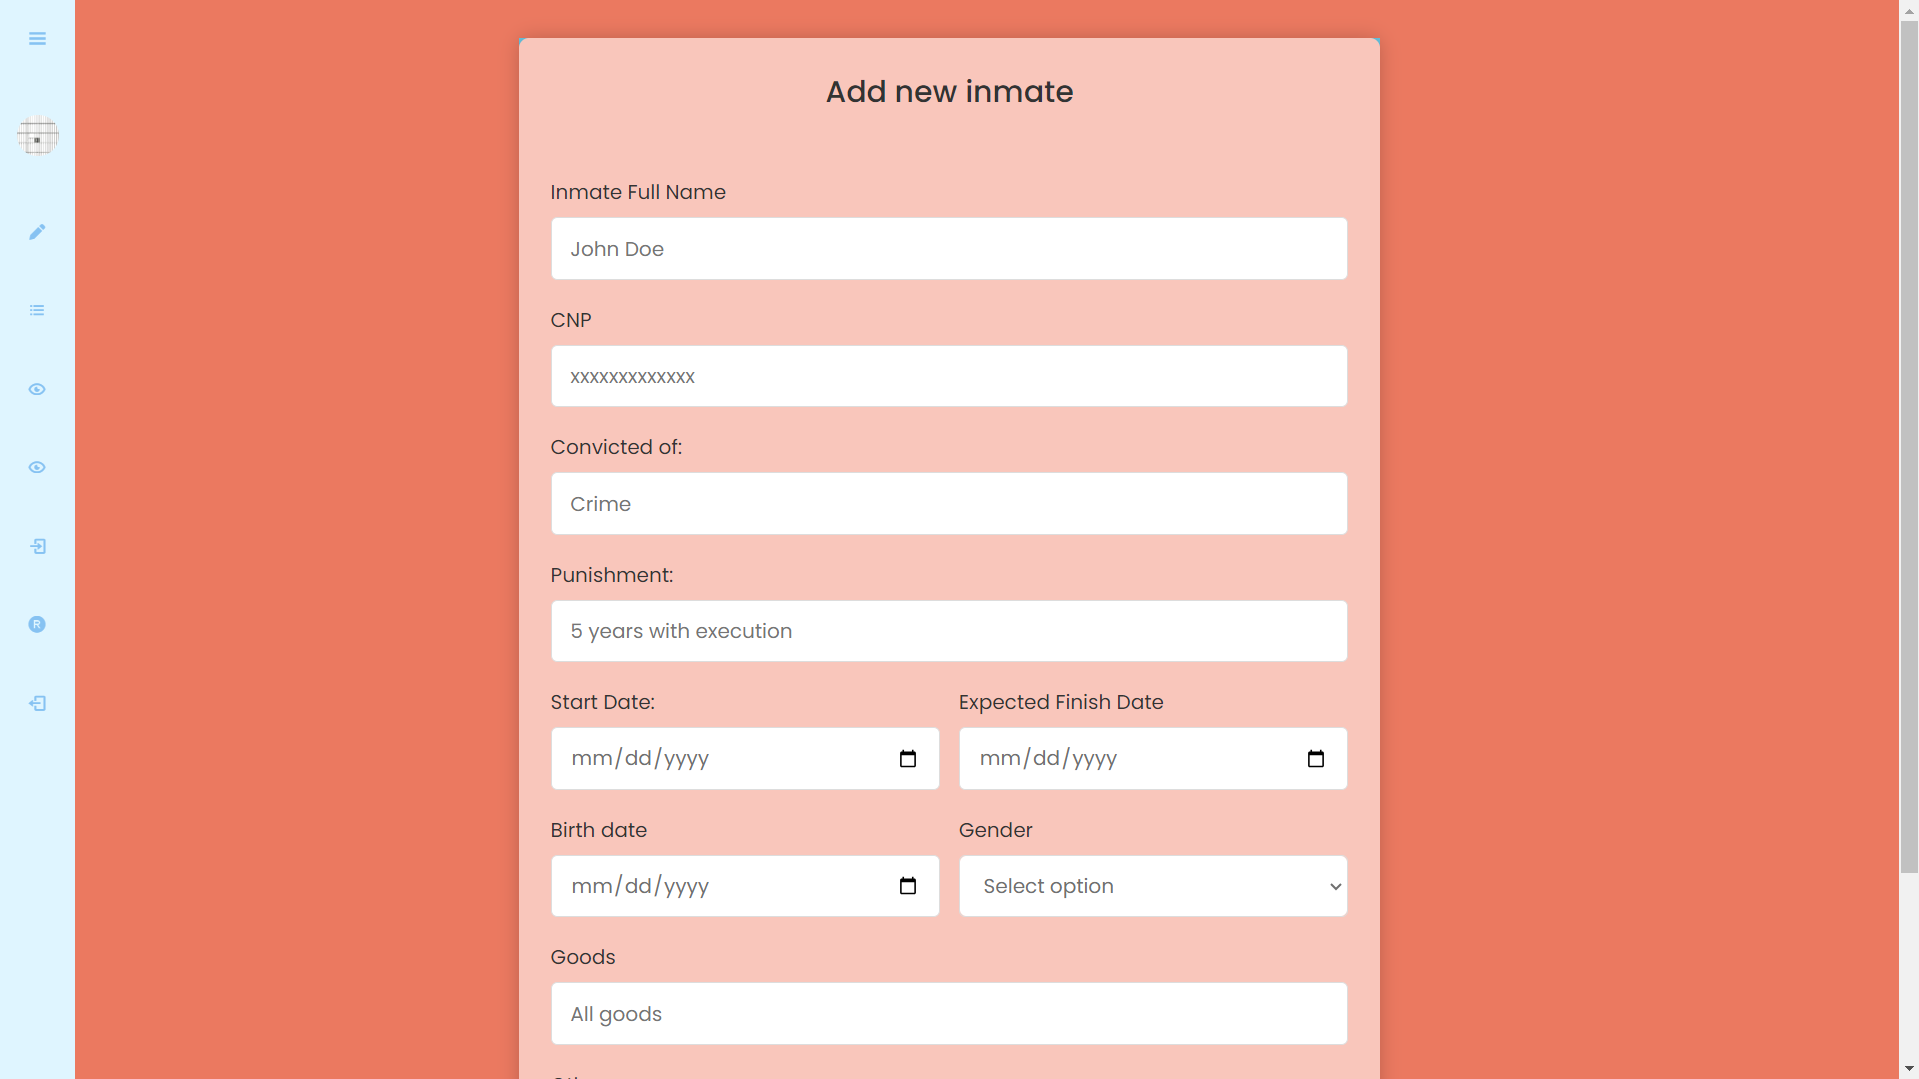 Add new inmate
Inmate Full Name
John Doe
CNP
xxxxxxxxxxxxx
Convicted of:
Crime
Punishment:
5 years with execution
Start Date: Expected Finish Date
mm/dd/yyyy mm/dd/yyyy
Birth date Gender
mm/dd/yyyy Select option
Goods
All goods
R